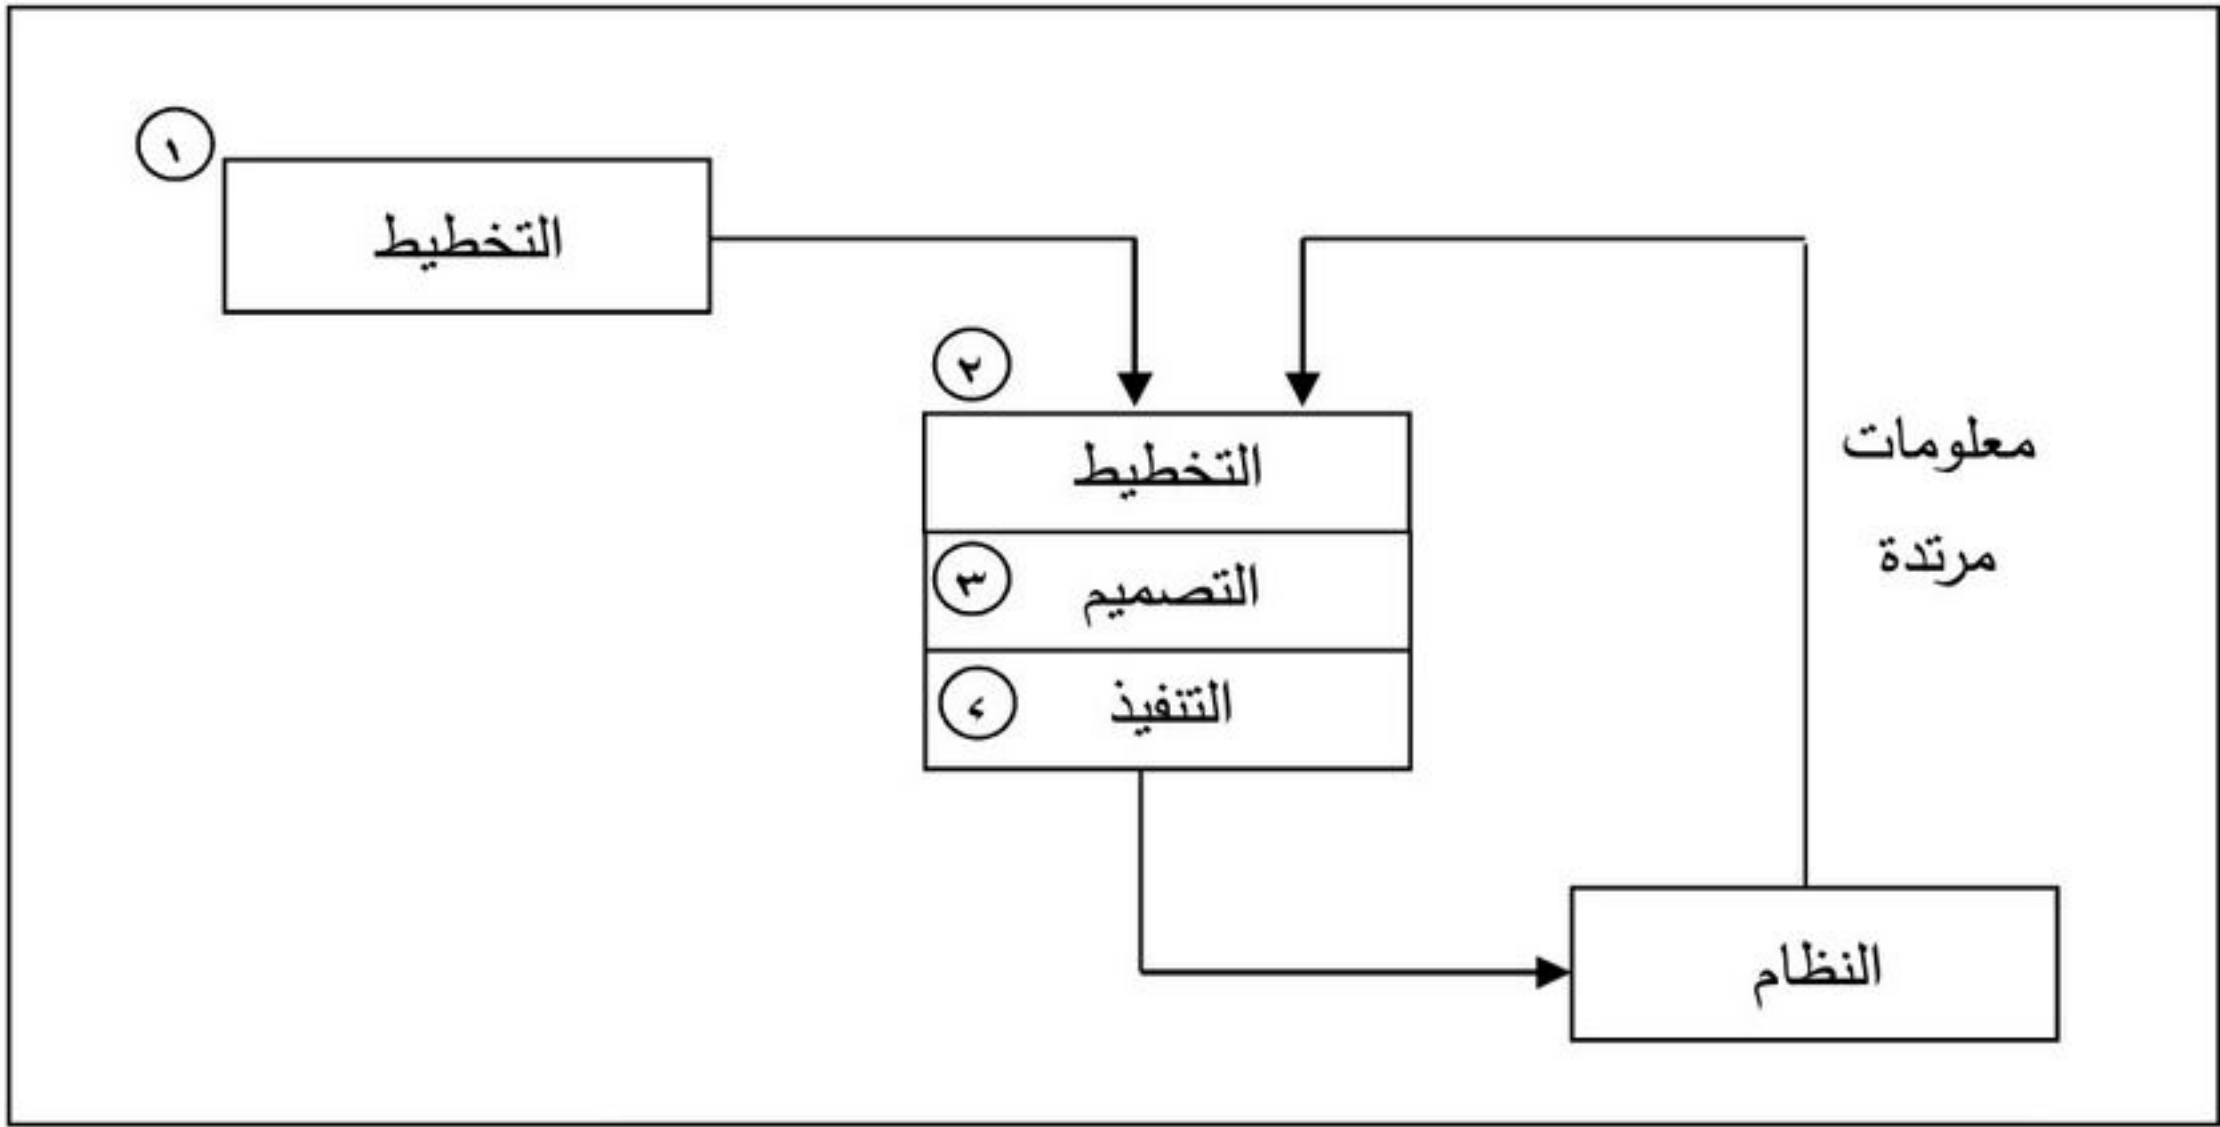 ١
التخطيط
٢
التخطيط
معلومات
مرتدة
٣
التصميم
٤
التنفيذ
النظام